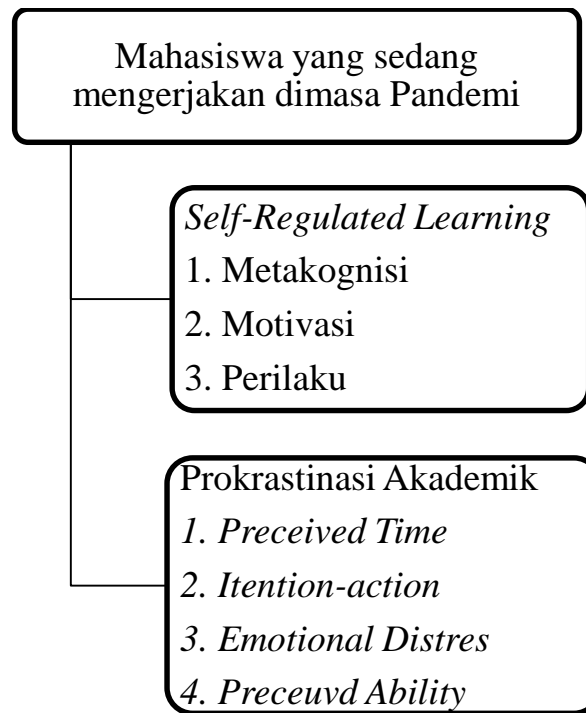 Mahasiswa yang sedang
mengerjakan dimasa Pandemi
Self-Regulated Learning
1. Metakognisi
2. Motivasi
3. Perilaku
Prokrastinasi Akademik
1. Preceived Time
2. Itention-action
3. Emotional Distres
4. Preceuvd Ability